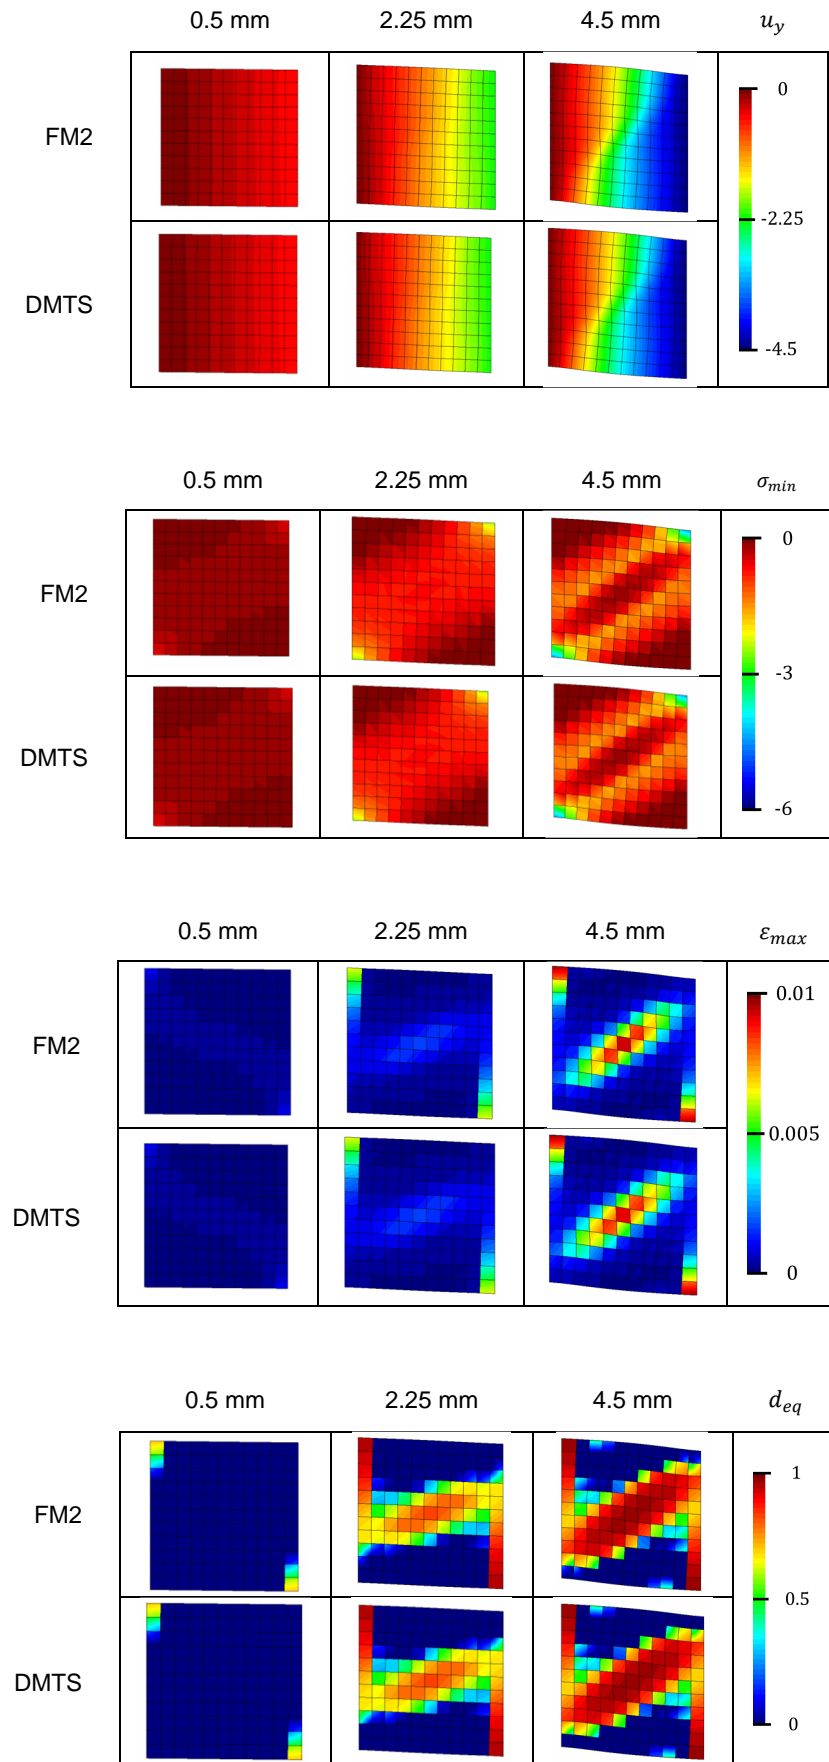 0.5 mm 2.25 mm 4.5 mm u_y
FM2
DMTS
0
-2.25
-4.5
0.5 mm 2.25 mm 4.5 mm σ_min
FM2
DMTS
0
-3
-6
0.5 mm 2.25 mm 4.5 mm ε_max
FM2
DMTS
0.01
0.005
0
0.5 mm 2.25 mm 4.5 mm d_eq
FM2
DMTS
1
0.5
0